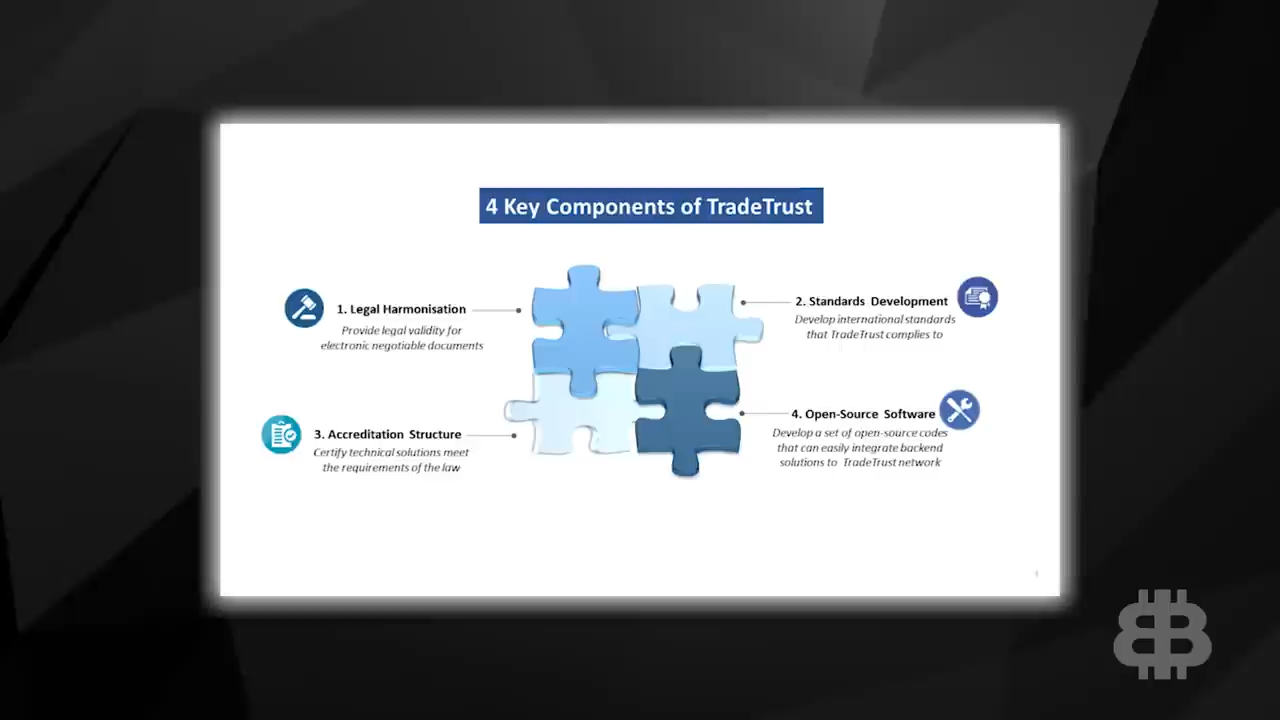 4 Key Components of TradeTrust
1. Legal Harmonisation
Provide legal validity for
electronic negotiable documents
2. Standards Development
Develop international standards
that TradeTrust complies to
3. Accreditation Structure
Certify technical solutions meet
the requirements of the law
4. Open-Source Software
Develop a set of open-source codes
that can easily integrate backend
solutions to TradeTrust network